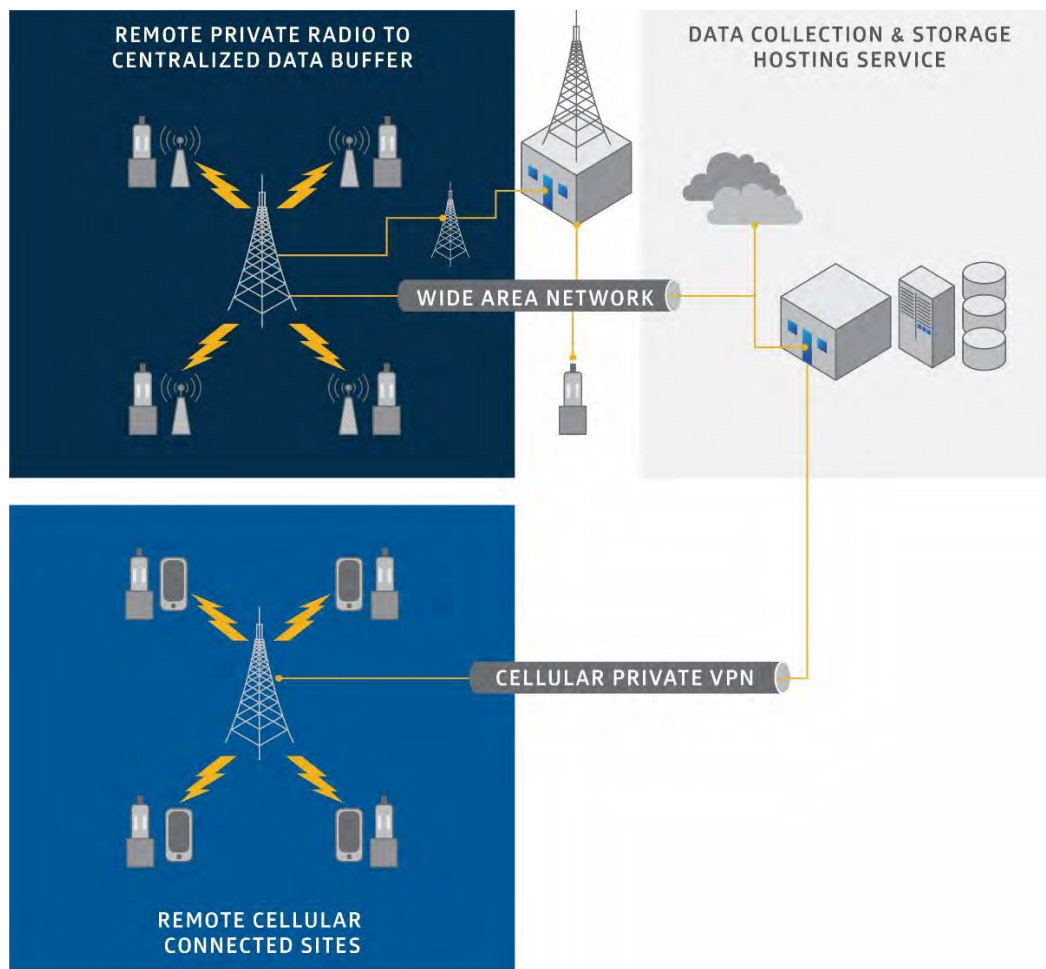 REMOTE PRIVATE RADIO TO
CENTRALIZED DATA BUFFER
DATA COLLECTION & STORAGE
HOSTING SERVICE
WIDE AREA NETWORK
CELLULAR PRIVATE VPN
REMOTE CELLULAR
CONNECTED SITES